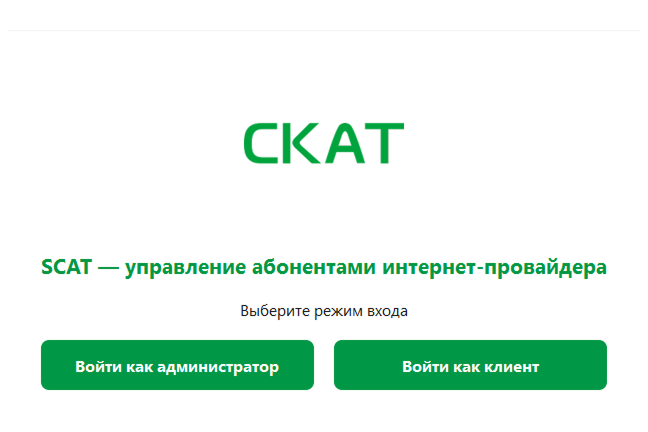 СКАТ
SCAT — управление абонентами интернет-провайдера
Выберите режим входа
Войти как администратор
Войти как клиент